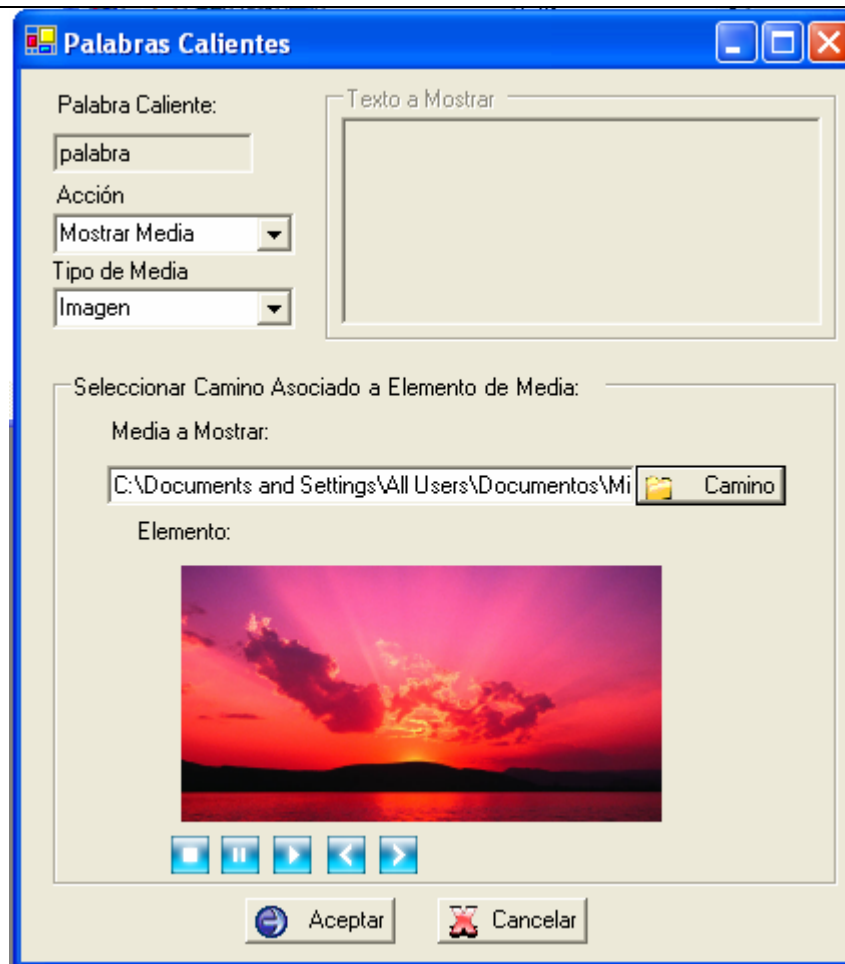 Palabras Calientes
Palabra Caliente:
palabra
Acción
Mostrar Media
Tipo de Media
Imagen
Texto a Mostrar
Seleccionar Camino Asociado a Elemento de Media:
Media a Mostrar:
C:\Documents and Settings\All Users\Documentos\Mi Camino
Elemento:
Aceptar Cancelar